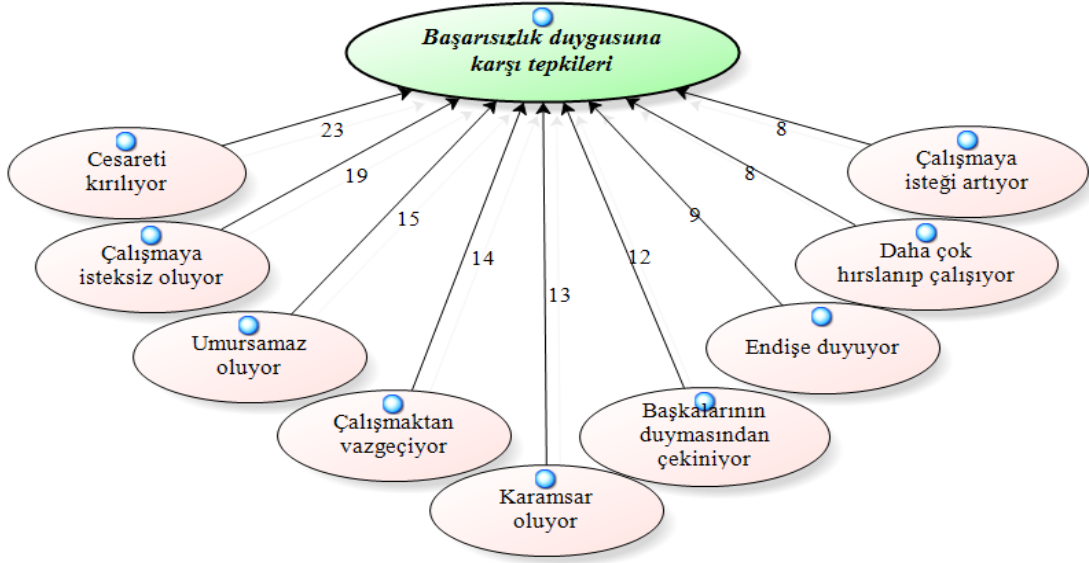 Başarısızlık duygusuna
karşı tepkileri
23
Cesareti
kırılıyor
19
Çalışmaya
isteksiz oluyor
15
Umursamaz
oluyor
14
Çalışmaktan
vazgeçiyor
13
Karamsar
oluyor
12
Başkalarının
duymasından
çekiniyor
9
Endişe duyuyor
8
Daha çok
hırslanıp çalışıyor
8
Çalışmaya
isteği artıyor